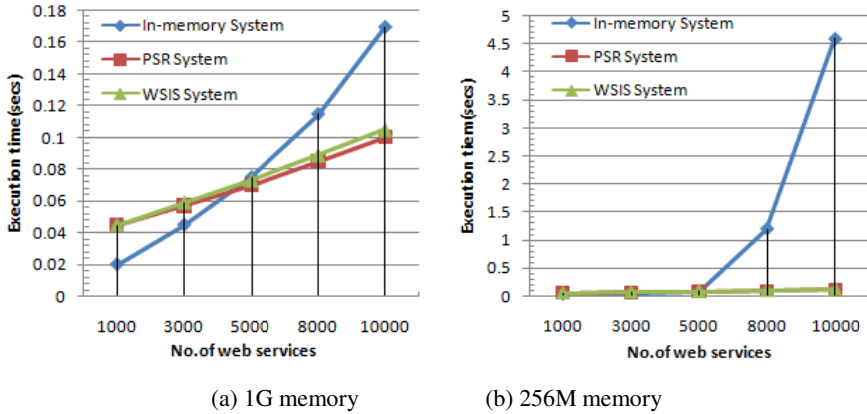 0.18
0.16
0.14
0.12
0.1
0.08
0.06
0.04
0.02
0
Execution time(secs)
In-memory System
PSR System
WSIS System
1000 3000 5000 8000 10000
No.of web services
(a) 1G memory
5
4.5
4
3.5
3
2.5
2
1.5
1
0.5
0
Execution tiem(secs)
In-memory System
PSR System
WSIS System
1000 3000 5000 8000 10000
No.of web services
(b) 256M memory